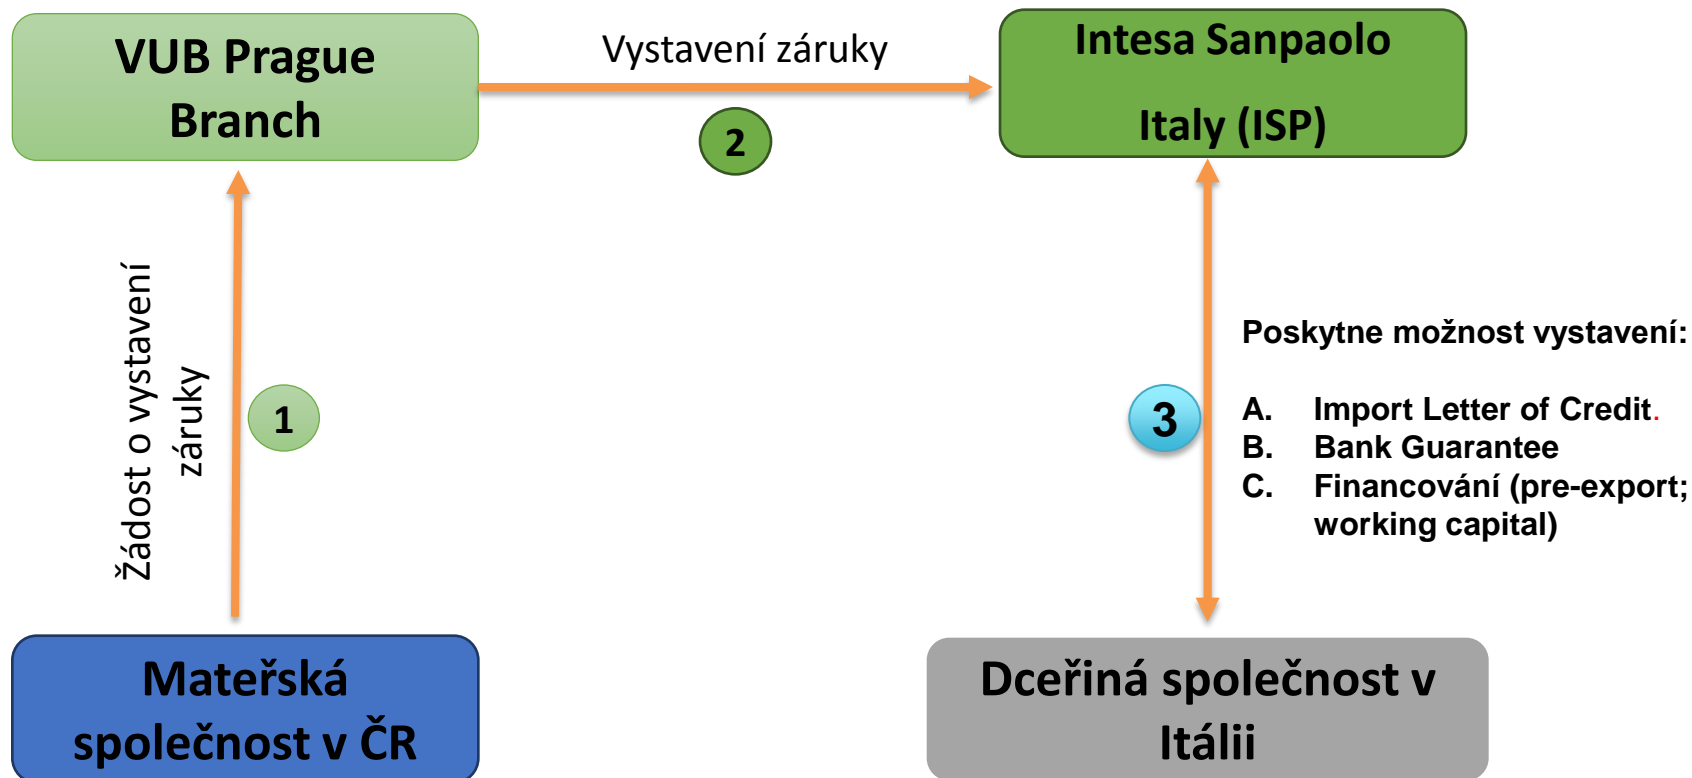 VUB Prague
Branch
Vystavení záruky
2
Intesa Sanpaolo
Italy (ISP)
Žádost o vystavení
záruky
1
3
Poskytne možnost vystavení:
A. Import Letter of Credit.
B. Bank Guarantee
C. Financování (pre-export;
working capital)
Mateřská
společnost v ČR
Dceřiná společnost v
Itálii